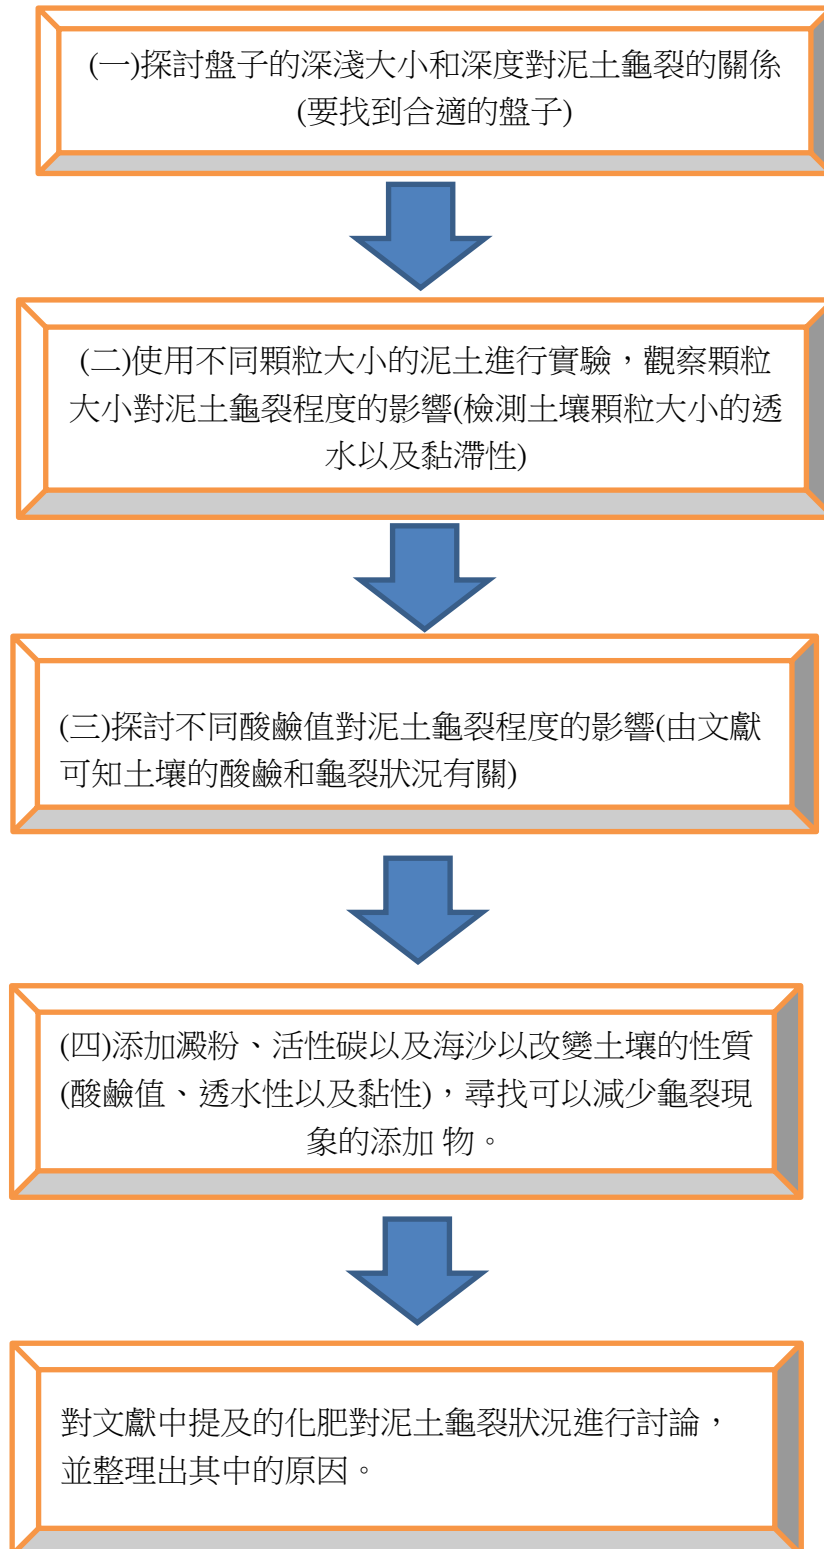 (一)探討盤子的深淺大小和深度對泥土龜裂的關係
(要找到合適的盤子)
(二)使用不同顆粒大小的泥土進行實驗，觀察顆粒
大小對泥土龜裂程度的影響(檢測土壤顆粒大小的透
水以及黏滯性)
(三)探討不同酸鹼值對泥土龜裂程度的影響(由文獻
可知土壤的酸鹼和龜裂狀況有關)
(四)添加澱粉、活性碳以及海沙以改變土壤的性質
(酸鹼值、透水性以及黏性)，尋找可以減少龜裂現
象的添加 物。
對文獻中提及的化肥對泥土龜裂狀況進行討論，
並整理出其中的原因。